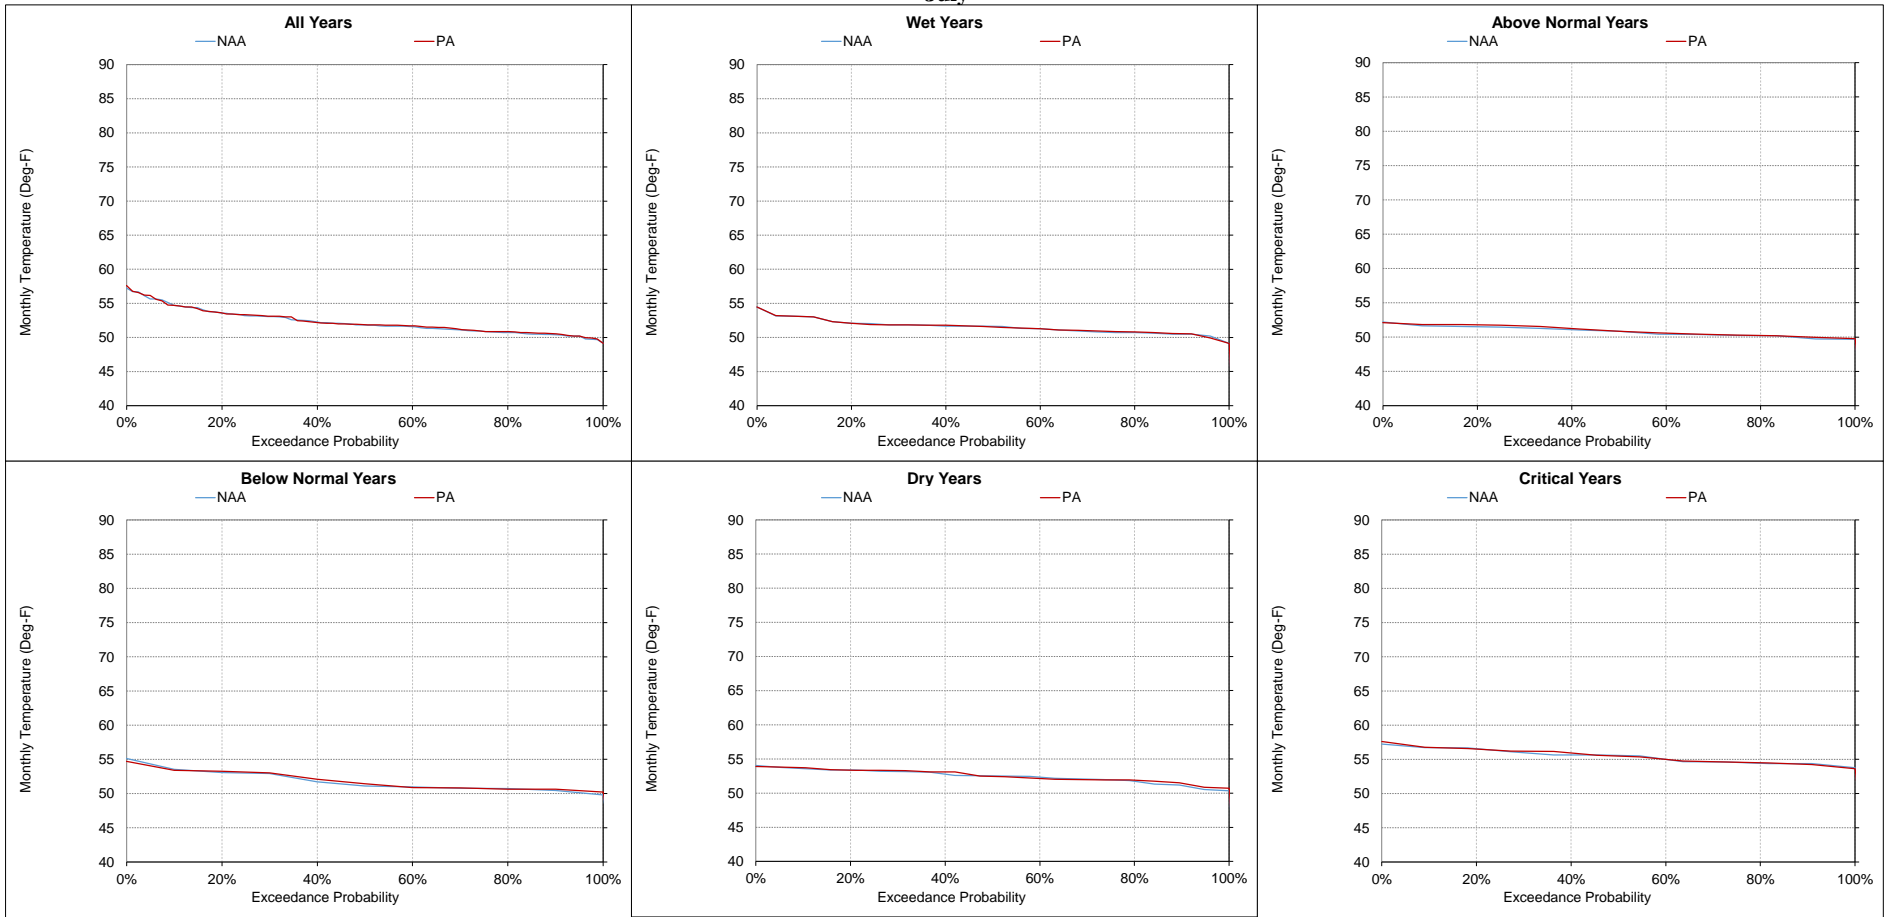 All Years
NAA PA
90
85
80
75
70
65
60
55
50
45
40
Monthly Temperature (Deg-F)
0% 20% 40% 60% 80% 100%
Exceedance Probability
Wet Years
NAA PA
90
85
80
75
70
65
60
55
50
45
40
Monthly Temperature (Deg-F)
0% 20% 40% 60% 80% 100%
Exceedance Probability
Above Normal Years
NAA PA
90
85
80
75
70
65
60
55
50
45
40
Monthly Temperature (Deg-F)
0% 20% 40% 60% 80% 100%
Exceedance Probability
Below Normal Years
NAA PA
90
85
80
75
70
65
60
55
50
45
40
Monthly Temperature (Deg-F)
0% 20% 40% 60% 80% 100%
Exceedance Probability
Dry Years
NAA PA
90
85
80
75
70
65
60
55
50
45
40
Monthly Temperature (Deg-F)
0% 20% 40% 60% 80% 100%
Exceedance Probability
Critical Years
NAA PA
90
85
80
75
70
65
60
55
50
45
40
Monthly Temperature (Deg-F)
0% 20% 40% 60% 80% 100%
Exceedance Probability